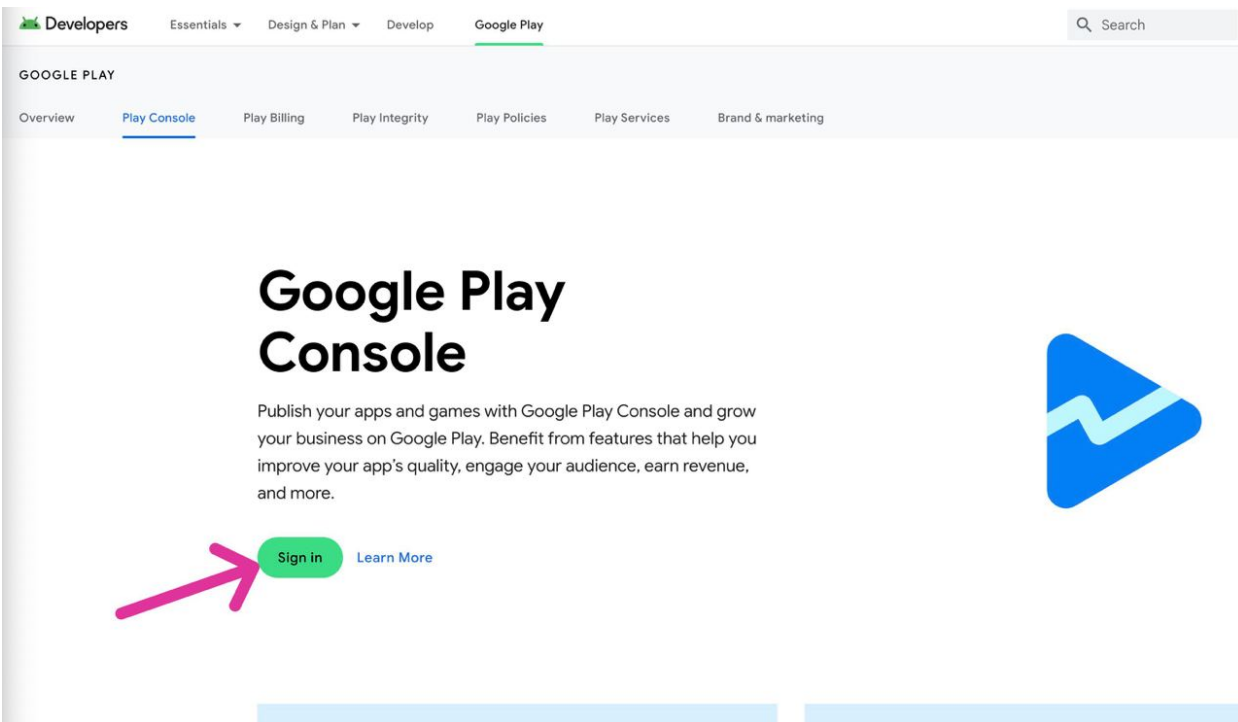 Developers Essentials Design & Plan Develop Google Play Search
GOOGLE PLAY
Overview Play Console Play Billing Play Integrity Play Policies Play Services Brand & marketing
Google Play
Console
Publish your apps and games with Google Play Console and grow
your business on Google Play. Benefit from features that help you
improve your app's quality, engage your audience, earn revenue,
and more.
Sign in Learn More